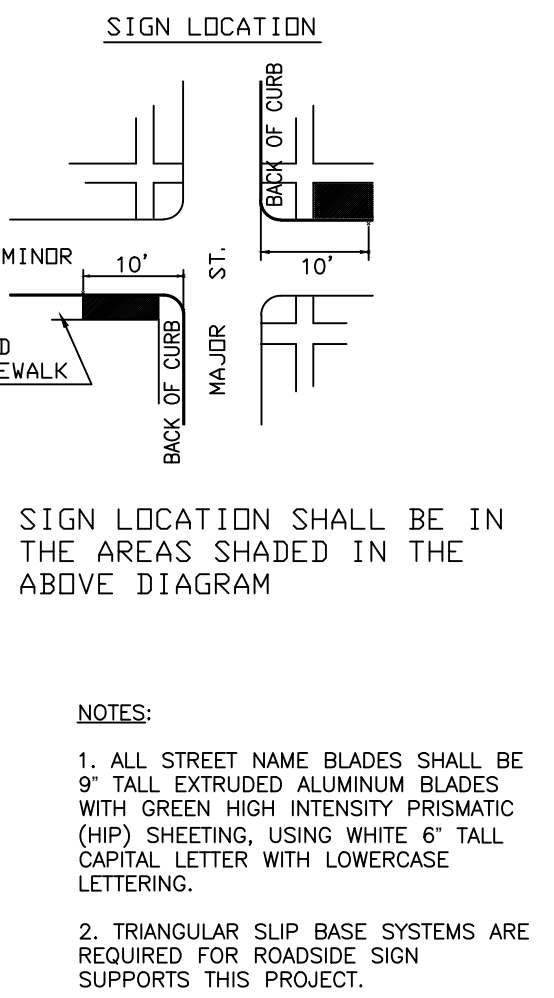 SIGN LOCATION
BACK OF CURB
MINOR
10'
ST.
10'
MAJOR
D
EWALK
BACK OF CURB
SIGN LOCATION SHALL BE IN
THE AREAS SHADED IN THE
ABOVE DIAGRAM
NOTES:
1. ALL STREET NAME BLADES SHALL BE
9" TALL EXTRUDED ALUMINUM BLADES
WITH GREEN HIGH INTENSITY PRISMATIC
(HIP) SHEETING, USING WHITE 6" TALL
CAPITAL LETTER WITH LOWERCASE
LETTERING.
2. TRIANGULAR SLIP BASE SYSTEMS ARE
REQUIRED FOR ROADSIDE SIGN
SUPPORTS THIS PROJECT.